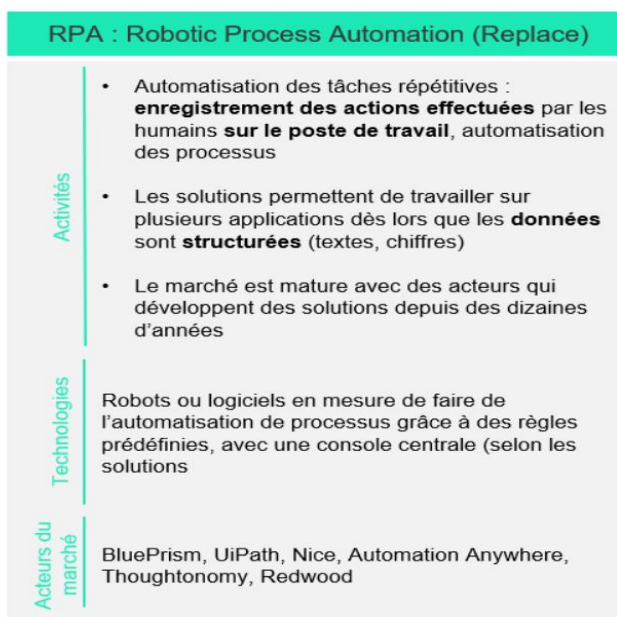 RPA : Robotic Process Automation (Replace)
Activités
• Automatisation des tâches répétitives :
enregistrement des actions effectuées par les
humains sur le poste de travail, automatisation
des processus
• Les solutions permettent de travailler sur
plusieurs applications dès lors que les données
sont structurées (textes, chiffres)
• Le marché est mature avec des acteurs qui
développent des solutions depuis des dizaines
d'années
Technologies
Robots ou logiciels en mesure de faire de
l'automatisation de processus grâce à des règles
prédéfinies, avec une console centrale (selon les
solutions
Acteurs du
marché
BluePrism, UiPath, Nice, Automation Anywhere,
Thoughtonomy, Redwood